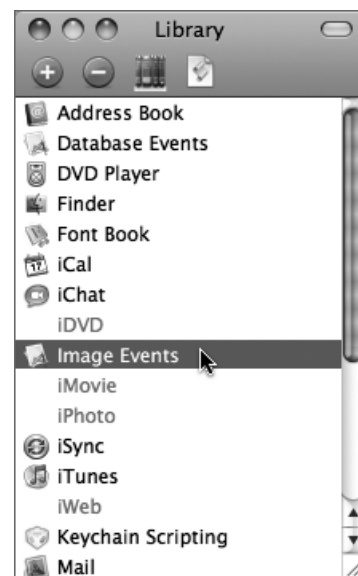 Library
Address Book
Database Events
DVD Player
Finder
Font Book
iCal
iChat
iDVD
Image Events
iMovie
iPhoto
iSync
iTunes
iWeb
Keychain Scripting
Mail